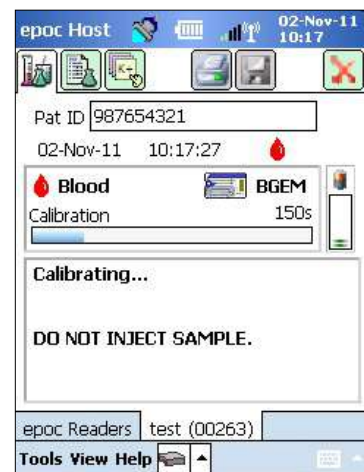 epoc Host 02-Nov-11
10:17
K+
Pat ID 987654321
02-Nov-11 10:17:27
Blood BGEM
Calibration 150s
Calibrating...
DO NOT INJECT SAMPLE.
epoc Readers test (00263)
Tools View Help